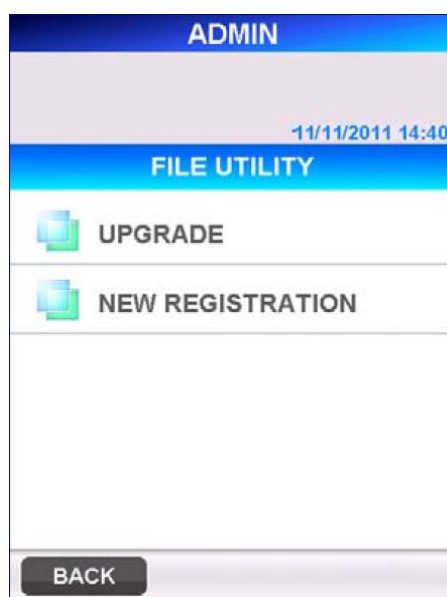 ADMIN
11/11/2011 14:40
FILE UTILITY
UPGRADE
NEW REGISTRATION
BACK